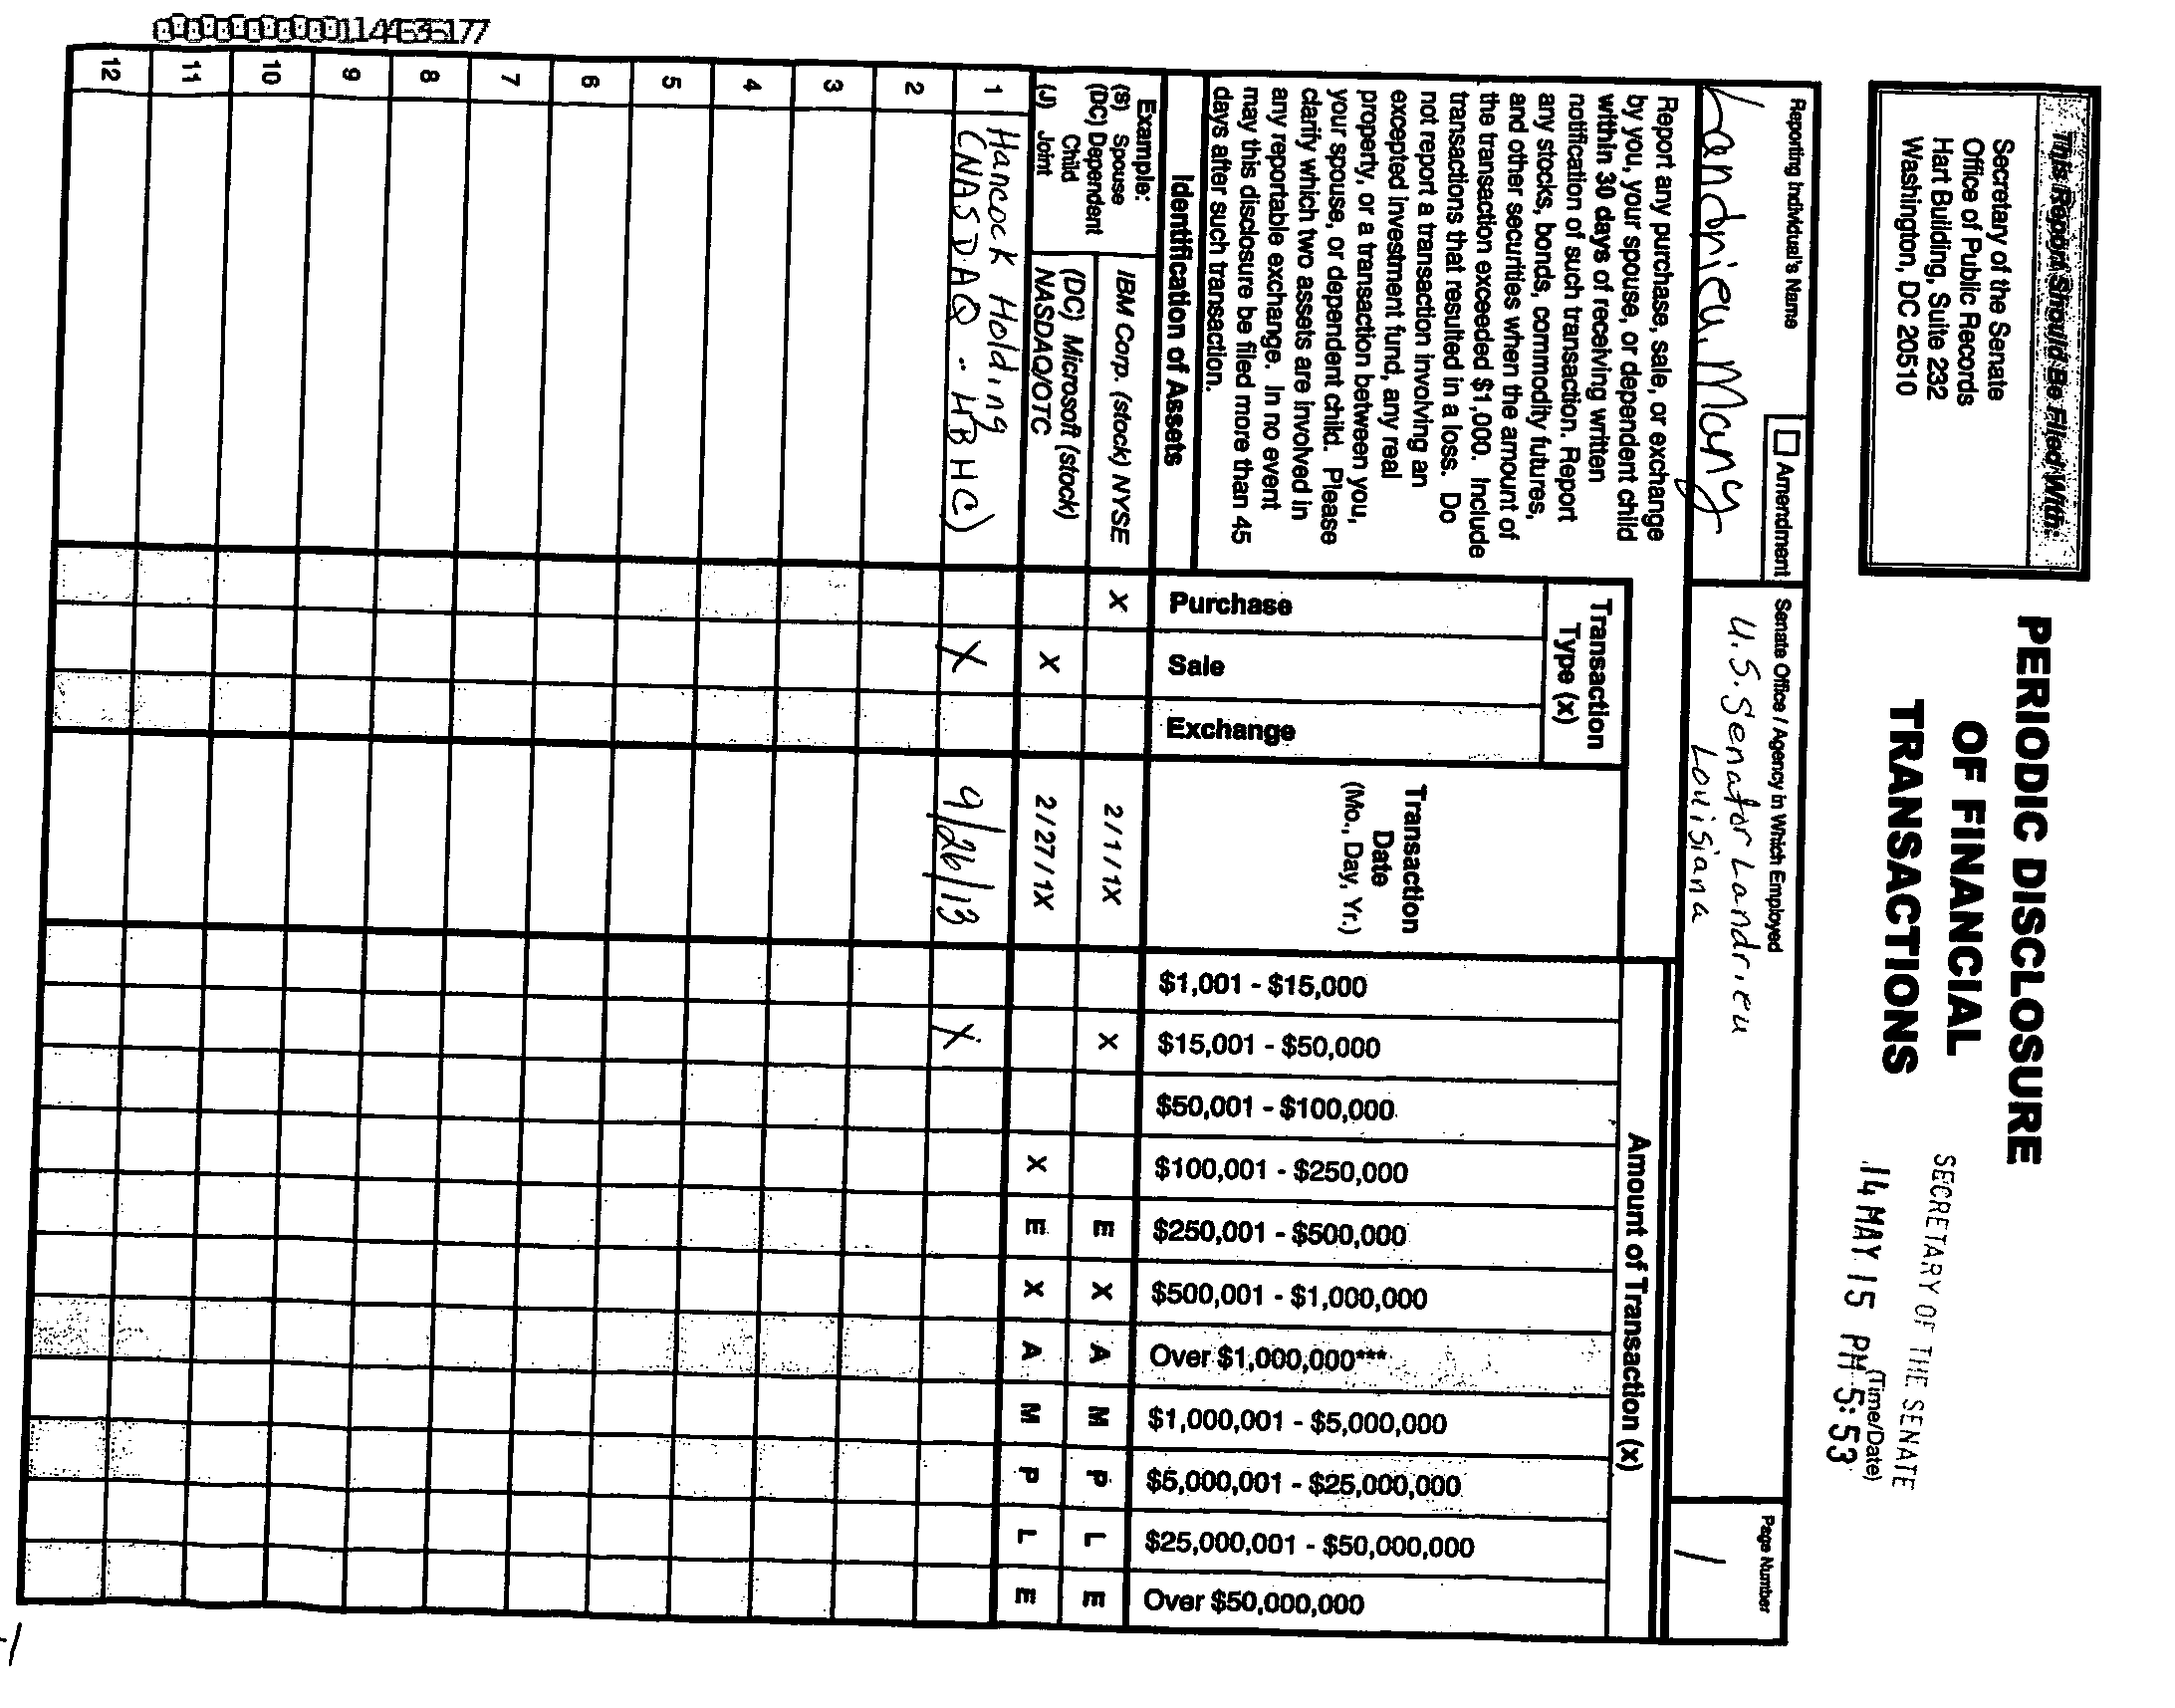 This Report Should Be Filed With:
Secretary of the Senate
Office of Public Records
Hart Building, Suite 232
Washington, DC 20510
PERIODIC DISCLOSURE
OF FINANCIAL
TRANSACTIONS
SECRETARY OF THE SENATE
(Time/Date)
14 MAY 15 PM 5:53
Reporting Individual's Name
Landrieu, Mary
Amendment
Senate Office / Agency in Which Employed
U.S. Senator Landrieu
Louisiana
Page Number
1
Report any purchase, sale, or exchange
by you, your spouse, or dependent child
within 30 days of receiving written
notification of such transaction. Report
any stocks, bonds, commodity futures,
and other securities when the amount of
the transaction exceeded $1,000. Include
transactions that resulted in a loss. Do
not report a transaction involving an
excepted investment fund, any real
property, or a transaction between you,
your spouse, or dependent child. Please
clarify which two assets are involved in
any reportable exchange. In no event
may this disclosure be filed more than 45
days after such transaction.
Identification of Assets
Transaction
Type (x)
Purchase
Sale
Exchange
Transaction
Date
(Mo., Day, Yr.)
Amount of Transaction (x)
$1,001 - $15,000
$15,001 - $50,000
$50,001 - $100,000
$100,001 - $250,000
$250,001 - $500,000
$500,001 - $1,000,000
Over $1,000,000***
$1,000,001 - $5,000,000
$5,000,001 - $25,000,000
$25,000,001 - $50,000,000
Over $50,000,000
Example:
(S) Spouse
(DC) Dependent
Child
(J) Joint
IBM Corp. (stock) NYSE X 2/1/1X X E X A M P L E
(DC) Microsoft (stock)
NASDAQ/OTC X 2/27/1X X E X A M P L E
1 Hancock Holding
(NASDAQ - HBHC) X 9/26/13 X
2
3
4
5
6
7
8
9
10
11
12